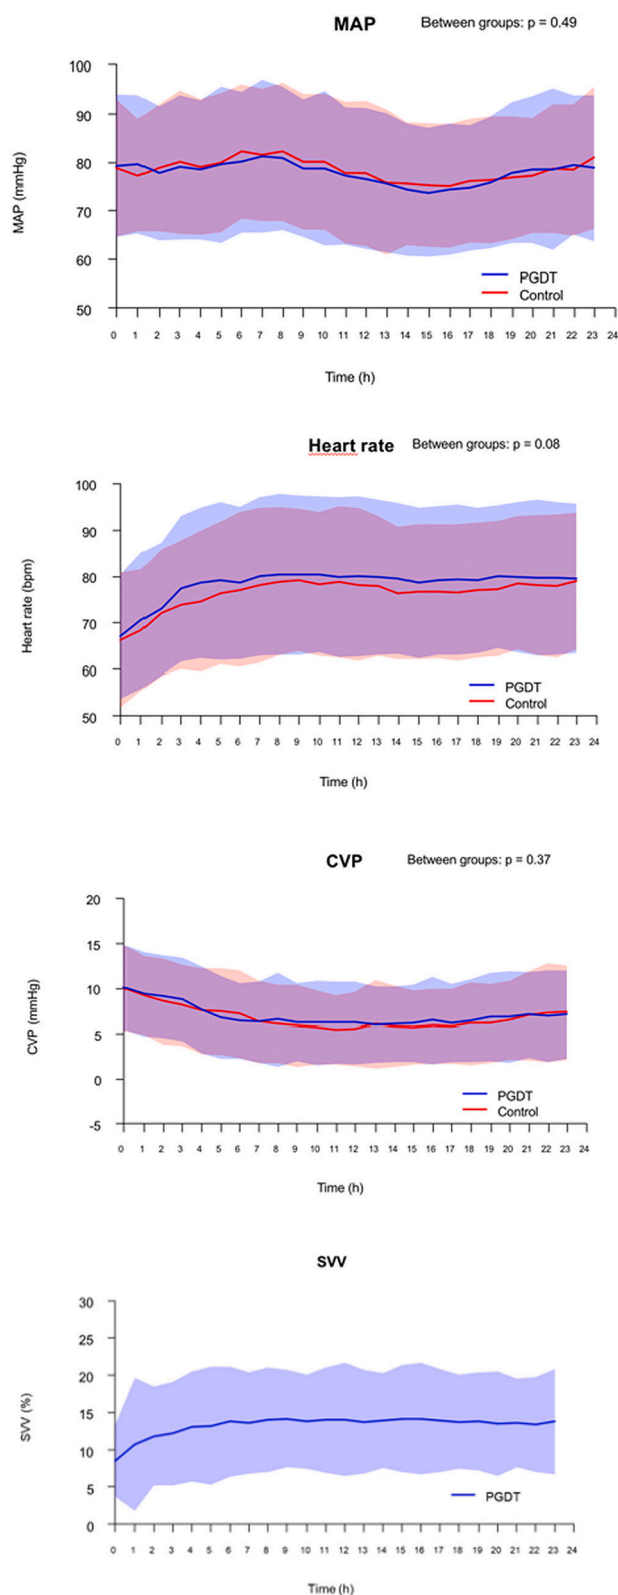 MAP Between groups: p = 0.49
100
90
80
70
60
50
MAP (mmHg)
PGDT
Control
0 1 2 3 4 5 6 7 8 9 10 11 12 13 14 15 16 17 18 19 20 21 22 23 24
Time (h)
Heart rate Between groups: p = 0.08
100
90
80
70
60
50
Heart rate (bpm)
PGDT
Control
0 1 2 3 4 5 6 7 8 9 10 11 12 13 14 15 16 17 18 19 20 21 22 23 24
Time (h)
CVP Between groups: p = 0.37
20
15
10
5
0
-5
CVP (mmHg)
PGDT
Control
0 1 2 3 4 5 6 7 8 9 10 11 12 13 14 15 16 17 18 19 20 21 22 23 24
Time (h)
SVV
30
25
20
15
10
5
0
SVV (%)
PGDT
0 1 2 3 4 5 6 7 8 9 10 11 12 13 14 15 16 17 18 19 20 21 22 23 24
Time (h)